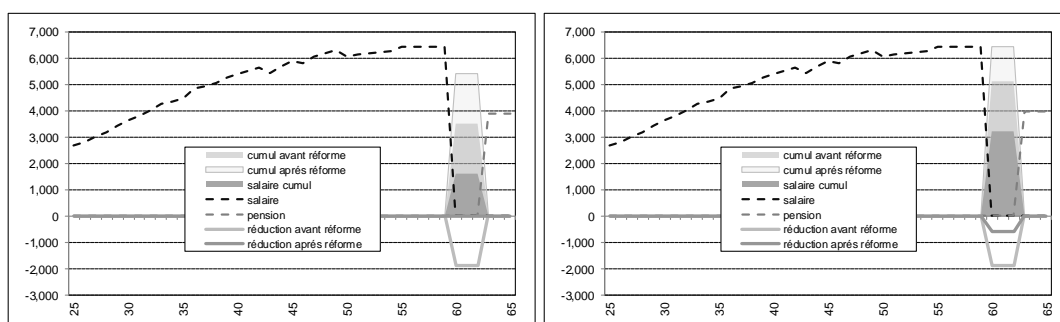 7,000
6,000
5,000
4,000
3,000
2,000
1,000
0
-1,000
-2,000
-3,000
25
30
35
40
45
50
55
60
65
cumul avant réforme
cumul aprés réforme
salaire cumul
salaire
pension
réduction avant réforme
réduction aprés réforme
7,000
6,000
5,000
4,000
3,000
2,000
1,000
0
-1,000
-2,000
-3,000
25
30
35
40
45
50
55
60
65
cumul avant réforme
cumul aprés réforme
salaire cumul
salaire
pension
réduction avant réforme
réduction aprés réforme